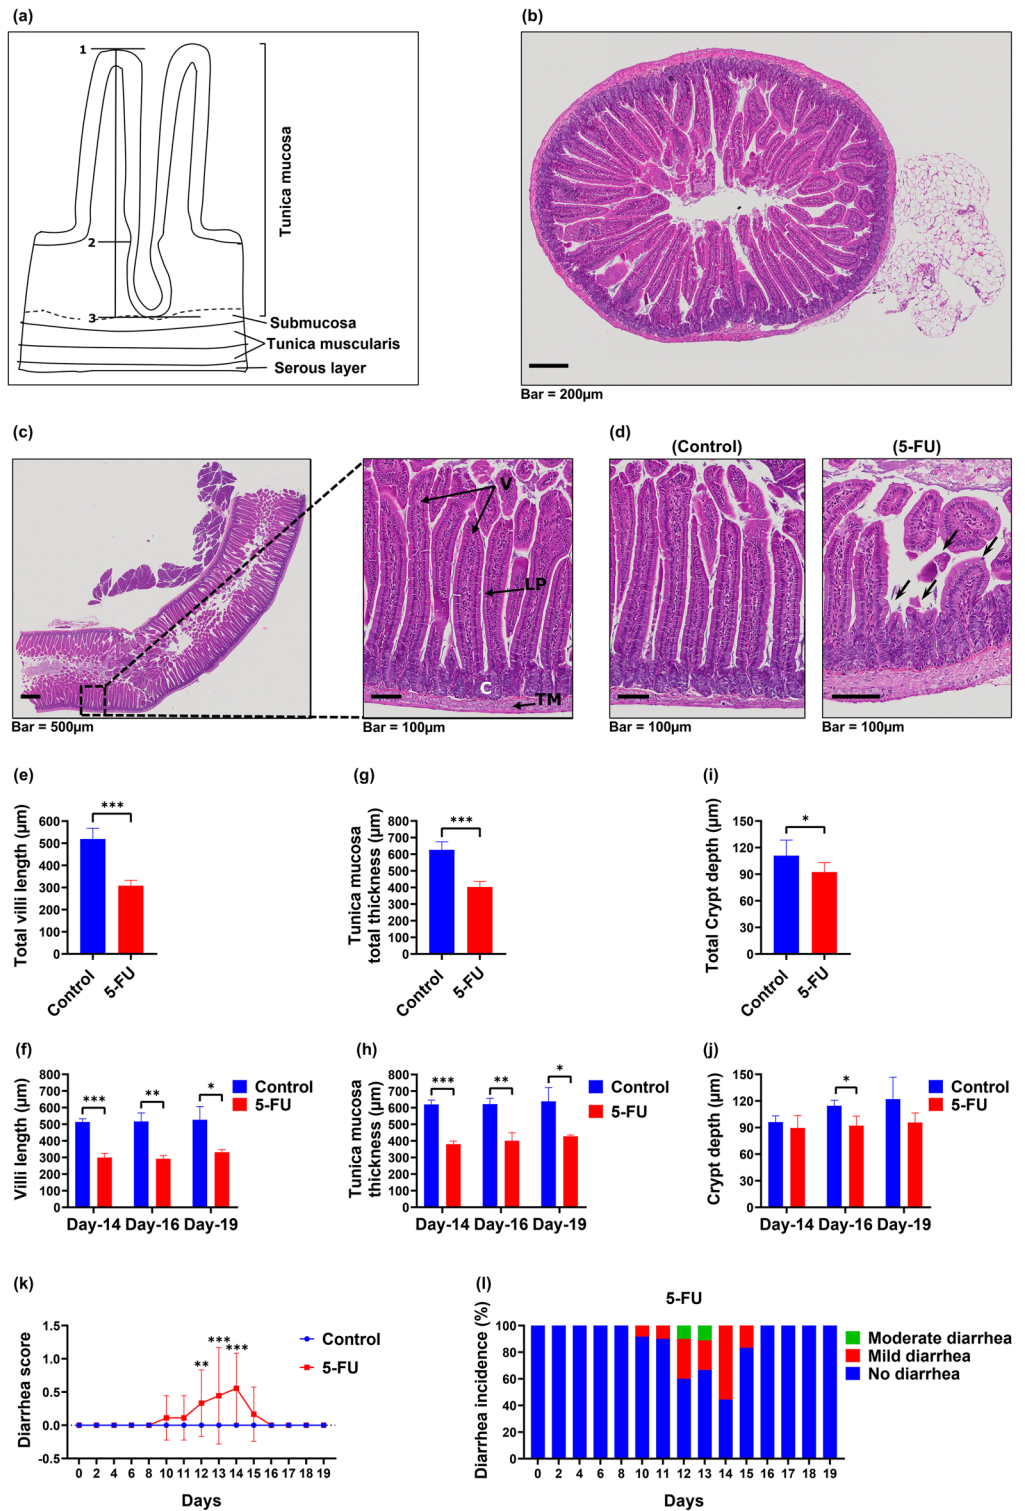 (a)
1
2
3
Tunica mucosa
Submucosa
Tunica muscularis
Serous layer
(b)
Bar = 200µm
(c)
Bar = 500µm
V
LP
C
TM
Bar = 100µm
(d)
(Control)
Bar = 100µm
(5-FU)
Bar = 100µm
(e)
Total villi length (µm)
600
500
400
300
200
100
0
***
Control
5-FU
(g)
Tunica mucosa
total thickness (µm)
800
700
600
500
400
300
200
100
0
***
Control
5-FU
(i)
Total Crypt depth (µm)
150
120
90
60
30
0
*
Control
5-FU
(f)
Villi length (µm)
800
700
600
500
400
300
200
100
0
***
**
*
Day-14
Day-16
Day-19
Control
5-FU
(h)
Tunica mucosa
thickness (µm)
800
700
600
500
400
300
200
100
0
***
**
*
Day-14
Day-16
Day-19
Control
5-FU
(j)
Crypt depth (µm)
150
120
90
60
30
0
*
Day-14
Day-16
Day-19
Control
5-FU
(k)
Diarrhea score
1.5
1.0
0.5
0.0
-0.5
**
***
***
Control
5-FU
0 2 4 6 8 10 11 12 13 14 15 16 17 18 19
Days
(l)
5-FU
Diarrhea incidence (%)
100
80
60
40
20
0
0 2 4 6 8 10 11 12 13 14 15 16 17 18 19
Days
Moderate diarrhea
Mild diarrhea
No diarrhea